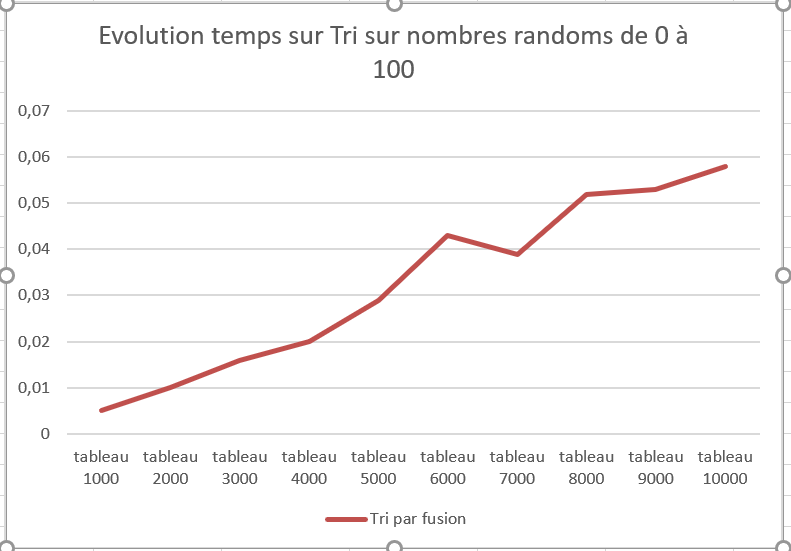 Evolution temps sur Tri sur nombres randoms de 0 à
100
0,07
0,06
0,05
0,04
0,03
0,02
0,01
0
tableau tableau tableau tableau tableau tableau tableau tableau tableau tableau
1000 2000 3000 4000 5000 6000 7000 8000 9000 10000
Tri par fusion